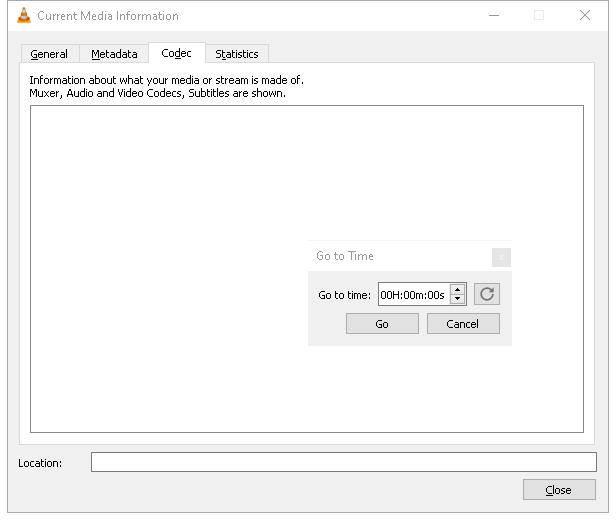 Current Media Information
General Metadata Codec Statistics
Information about what your media or stream is made of.
Muxer, Audio and Video Codecs, Subtitles are shown.
Go to Time
Go to time: 00H:00m:00s
Go Cancel
Location:
Close